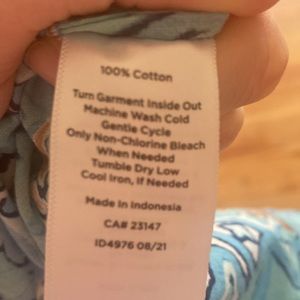 100% Cotton
Turn Garment Inside Out
Machine Wash Cold
Gentle Cycle
Only Non-Chlorine Bleach
When Needed
Tumble Dry Low
Cool Iron, If Needed
Made in Indonesia
CA# 23147
ID4976 08/21